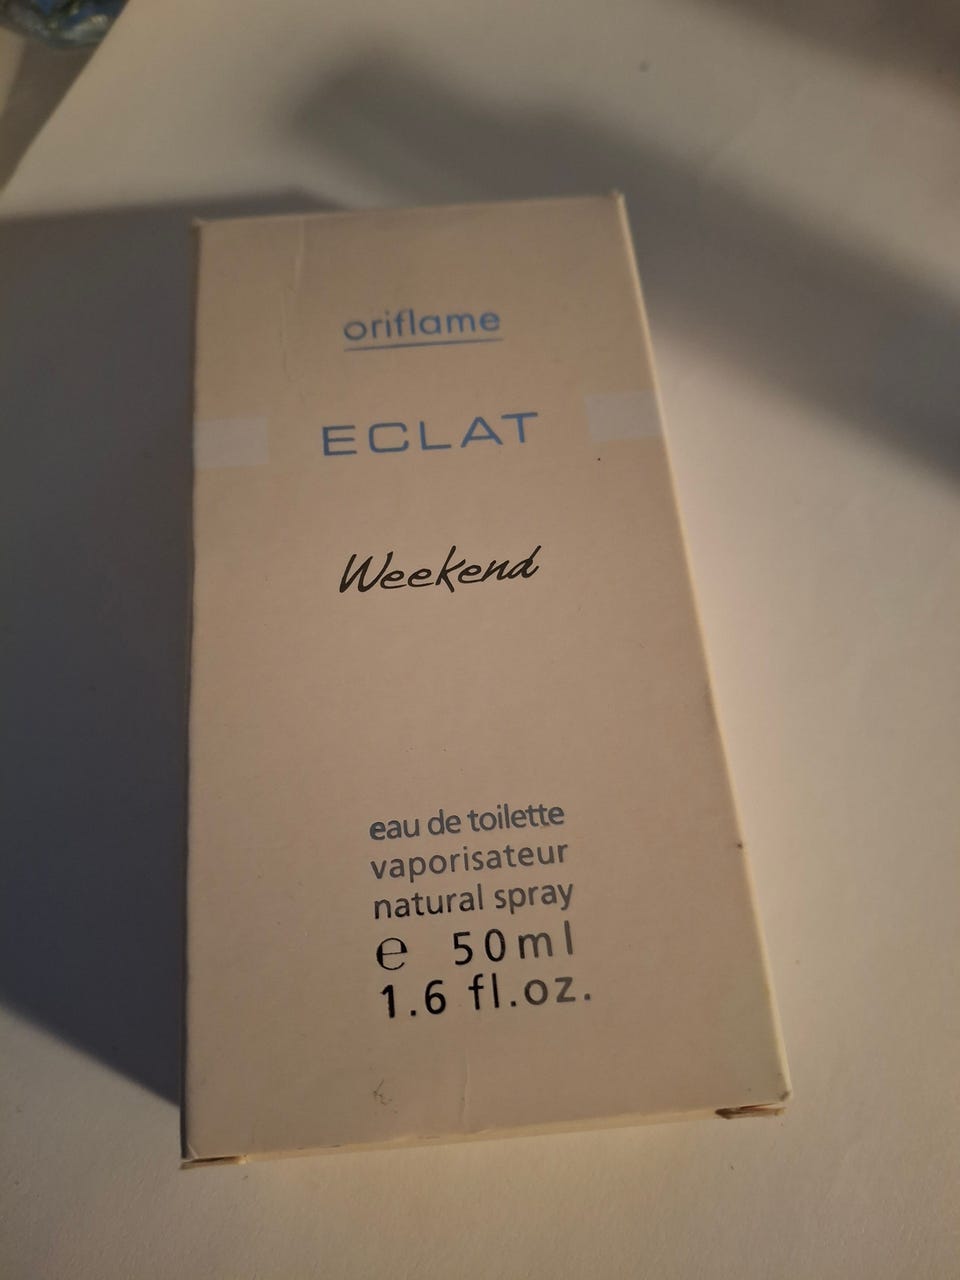 oriflame
ECLAT
Weekend
eau de toilette
vaporisateur
natural spray
e 50ml
1.6 fl.oz.